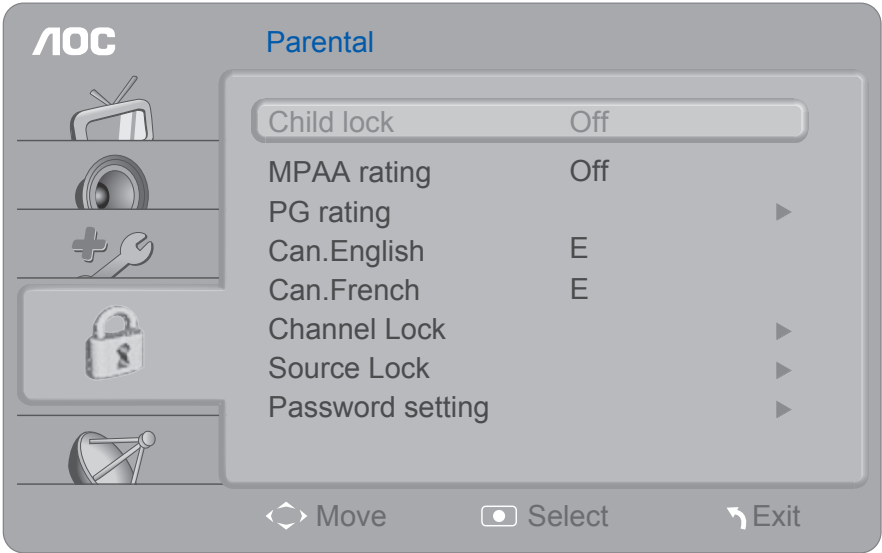 AOC
Parental
Child lock Off
MPAA rating Off
PG rating
Can.English E
Can.French E
Channel Lock
Source Lock
Password setting
Move Select Exit